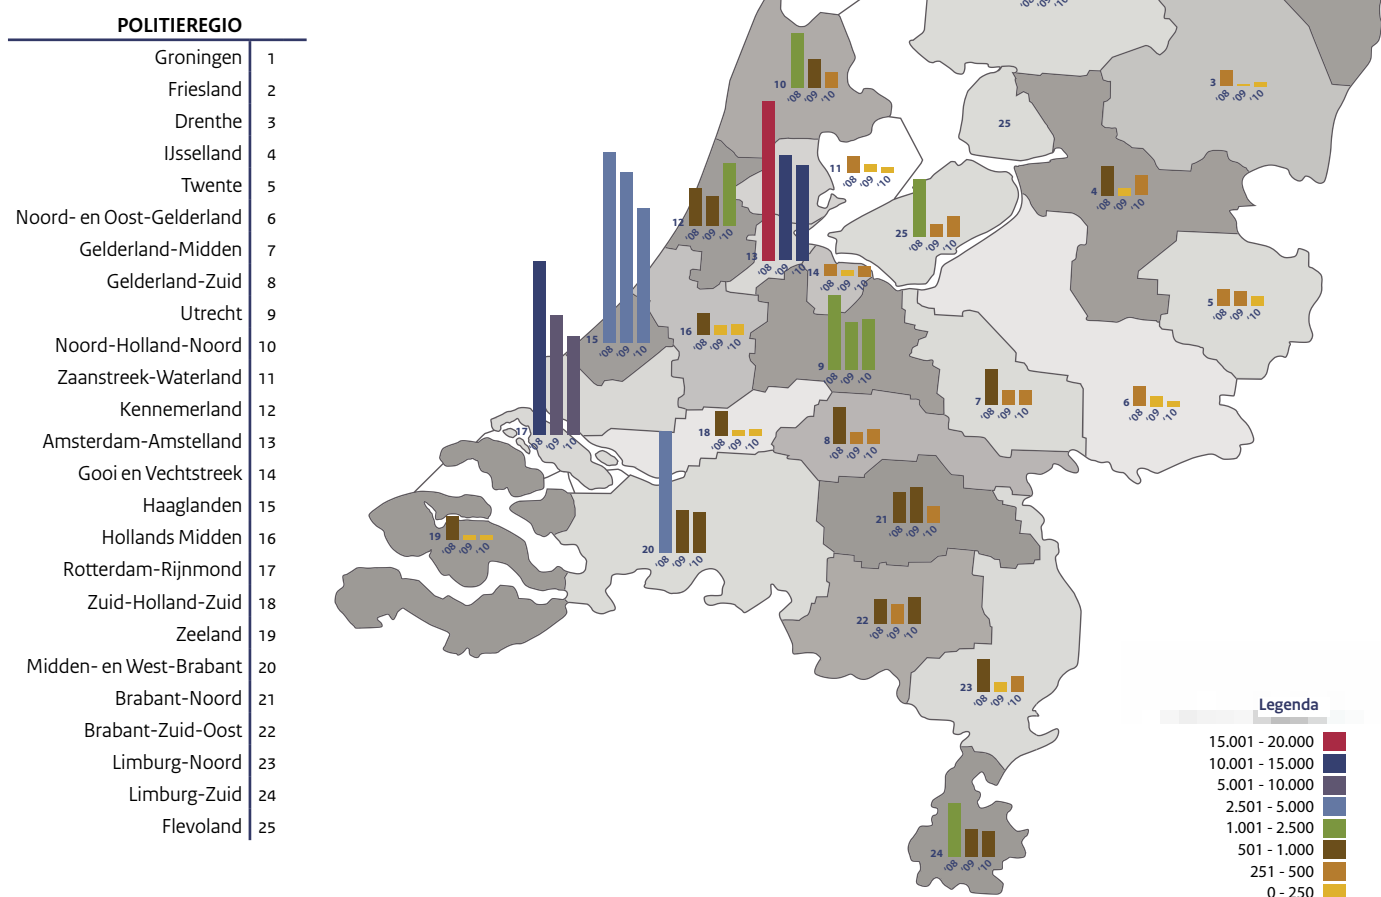 POLITIEREGIO
Groningen 1
Friesland 2
Drenthe 3
IJsselland 4
Twente 5
Noord- en Oost-Gelderland 6
Gelderland-Midden 7
Gelderland-Zuid 8
Utrecht 9
Noord-Holland-Noord 10
Zaanstreek-Waterland 11
Kennemerland 12
Amsterdam-Amstelland 13
Gooi en Vechtstreek 14
Haaglanden 15
Hollands Midden 16
Rotterdam-Rijnmond 17
Zuid-Holland-Zuid 18
Zeeland 19
Midden- en West-Brabant 20
Brabant-Noord 21
Brabant-Zuid-Oost 22
Limburg-Noord 23
Limburg-Zuid 24
Flevoland 25
'08 '09 '10
10 '08 '09 '10
3 '08 '09 '10
25
11 '08 '09 '10
4 '08 '09 '10
12 '08 '09 '10
25 '08 '09 '10
13 '08 '09 '10
14 '08 '09 '10
5 '08 '09 '10
15 '08 '09 '10
16 '08 '09 '10
9 '08 '09 '10
7 '08 '09 '10
6 '08 '09 '10
17 '08 '09 '10
18 '08 '09 '10
8 '08 '09 '10
19 '08 '09 '10
20 '08 '09 '10
21 '08 '09 '10
22 '08 '09 '10
23 '08 '09 '10
24 '08 '09 '10
Legenda
15.001 - 20.000
10.001 - 15.000
5.001 - 10.000
2.501 - 5.000
1.001 - 2.500
501 - 1.000
251 - 500
0 - 250